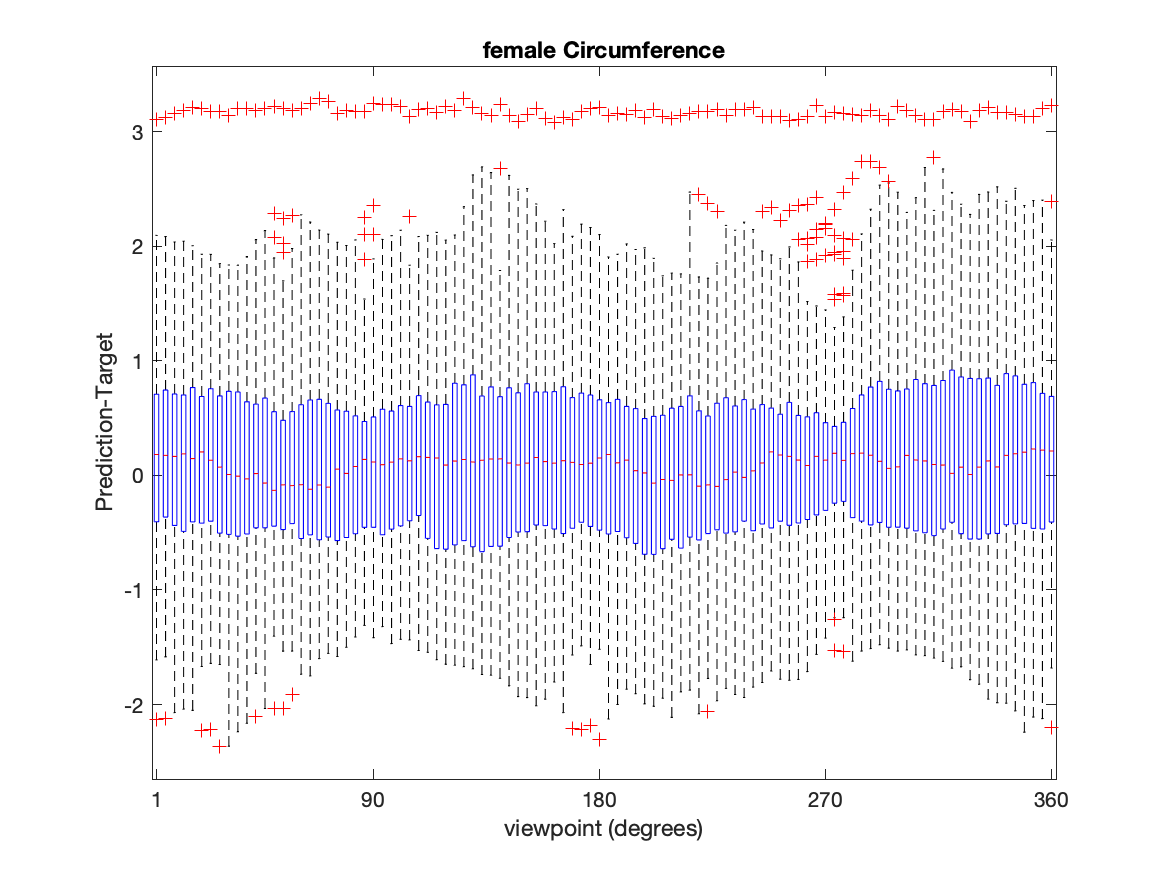 female Circumference
Prediction-Target
3
2
1
0
-1
-2
1 90 180 270 360
viewpoint (degrees)